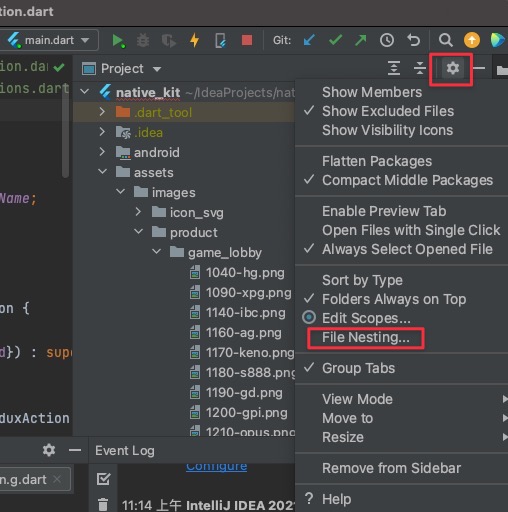 tion.dart
main.dart
Git:
tion.da
Project
tions.dart
native_kit ~/IdeaProjects/nat
.dart_tool
.idea
android
assets
images
icon_svg
product
game_lobby
1040-hg.png
1090-xpg.png
1140-ibc.png
1160-ag.png
1170-keno.png
1180-s888.png
1190-gd.png
1200-gpi.png
1210-opus.png
Name;
on {
d}) : supe
duxAction
Show Members
Show Excluded Files
Show Visibility Icons
Flatten Packages
Compact Middle Packages
Enable Preview Tab
Open Files with Single Click
Always Select Opened File
Sort by Type
Folders Always on Top
Edit Scopes...
File Nesting...
Group Tabs
View Mode
Move to
Resize
Remove from Sidebar
? Help
Event Log
n.g.dart
Configure
11:14 上午 IntelliJ IDEA 2021